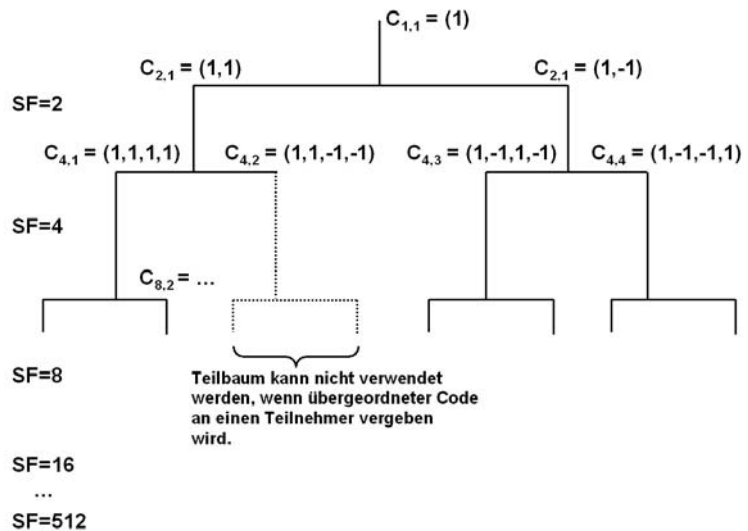 C1,1 = (1)
C2,1 = (1,1)
C2,1 = (1,-1)
SF=2
C4,1 = (1,1,1,1)
C4,2 = (1,1,-1,-1)
C4,3 = (1,-1,1,-1)
C4,4 = (1,-1,-1,1)
SF=4
C8,2 = ...
SF=8
Teilbaum kann nicht verwendet
werden, wenn übergeordneter Code
an einen Teilnehmer vergeben
wird.
SF=16
...
SF=512